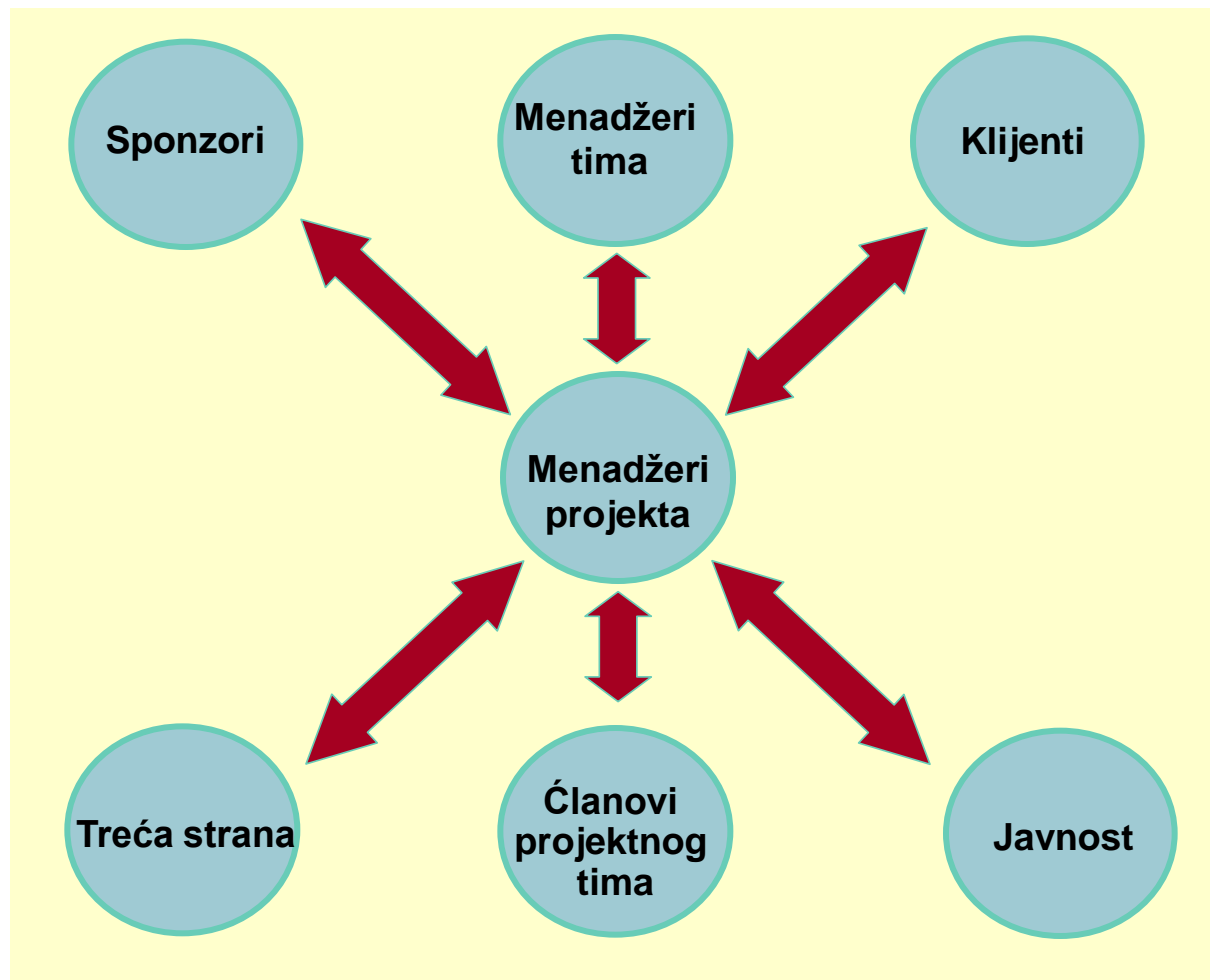 Sponzori
Menadžeri
tima
Klijenti
Menadžeri
projekta
Treća strana
Ćlanovi
projektnog
tima
Javnost